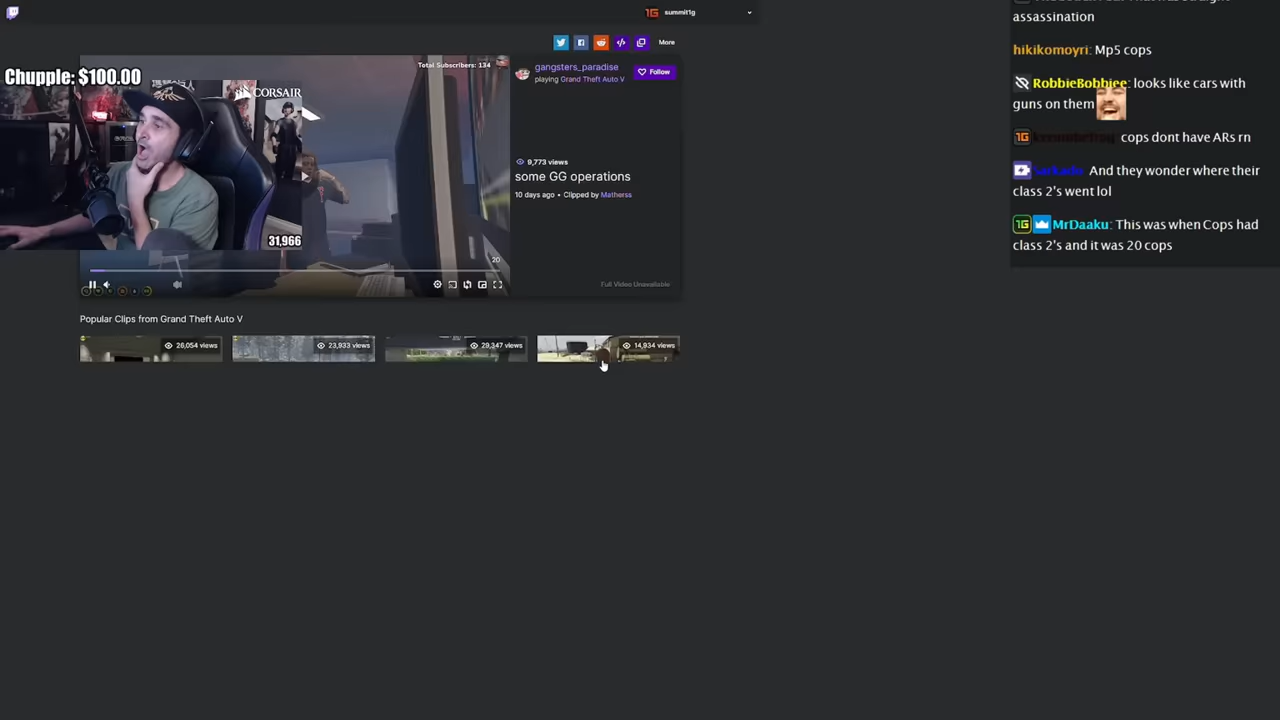 summit1g
More
Chupple: $100.00
CORSAIR
31,966
Total Subscribers: 134
gangsters_paradise
playing Grand Theft Auto V
Follow
9,773 views
some GG operations
10 days ago • Clipped by Matherss
Full Video Unavailable
20
Popular Clips from Grand Theft Auto V
26,054 views
23,933 views
29,347 views
14,934 views
assassination
hikikomoryi: Mp5 cops
RobbieBobbiee: looks like cars with
guns on them
cops dont have ARs rn
And they wonder where their
class 2's went lol
MrDaaku: This was when Cops had
class 2's and it was 20 cops